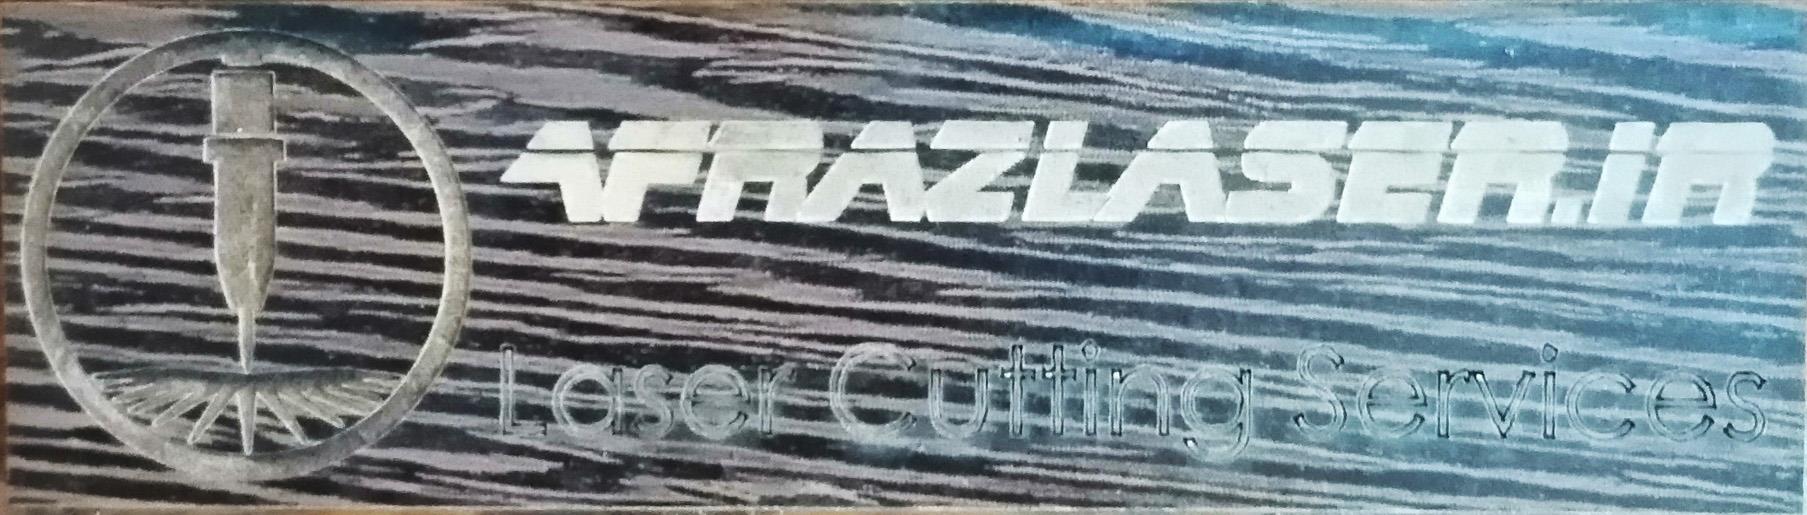 AFRAZLASER.IR
Laser Cutting Services